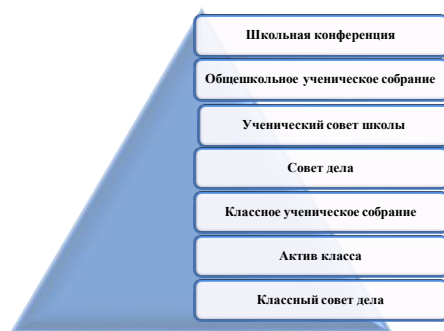 Школьная конференция
Общешкольное ученическое собрание
Ученический совет школы
Совет дела
Классное ученическое собрание
Актив класса
Классный совет дела